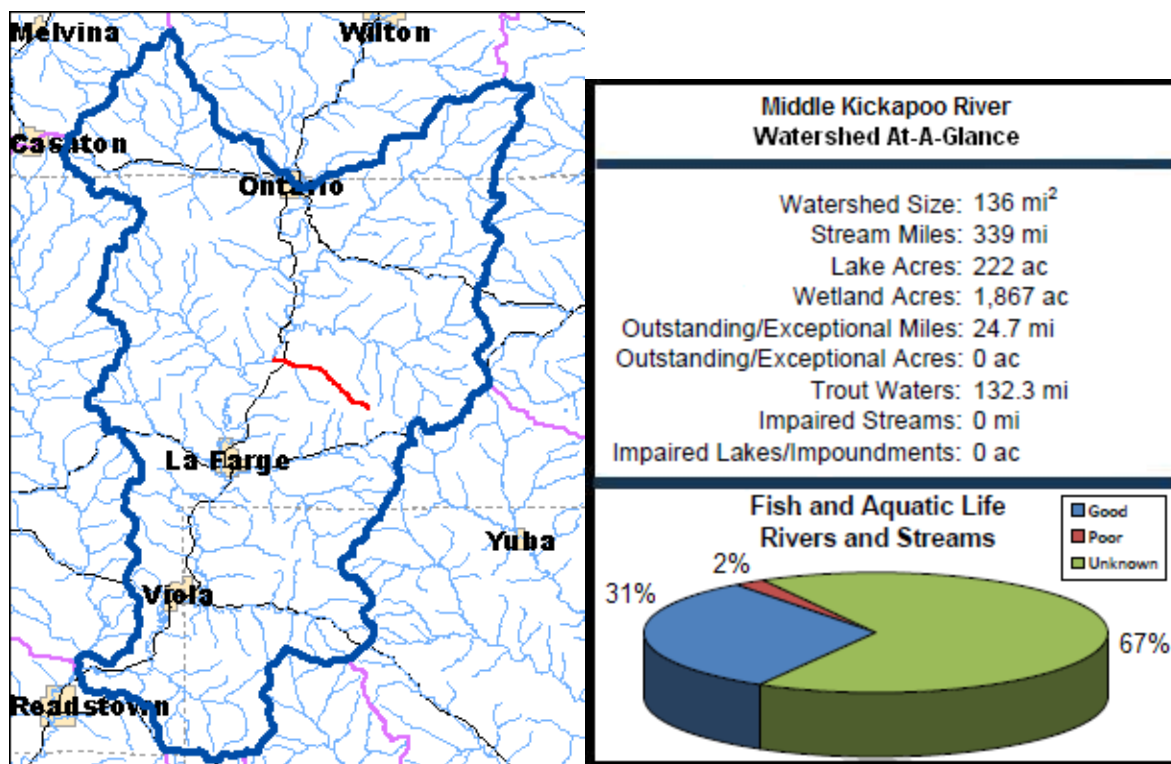 Melvina
Wilton
Cashton
Ontario
La Farge
Yuba
Viola
Readstown
Middle Kickapoo River
Watershed At-A-Glance
Watershed Size: 136 mi²
Stream Miles: 339 mi
Lake Acres: 222 ac
Wetland Acres: 1,867 ac
Outstanding/Exceptional Miles: 24.7 mi
Outstanding/Exceptional Acres: 0 ac
Trout Waters: 132.3 mi
Impaired Streams: 0 mi
Impaired Lakes/Impoundments: 0 ac
Fish and Aquatic Life
Rivers and Streams
Good
Poor
Unknown
2%
31%
67%